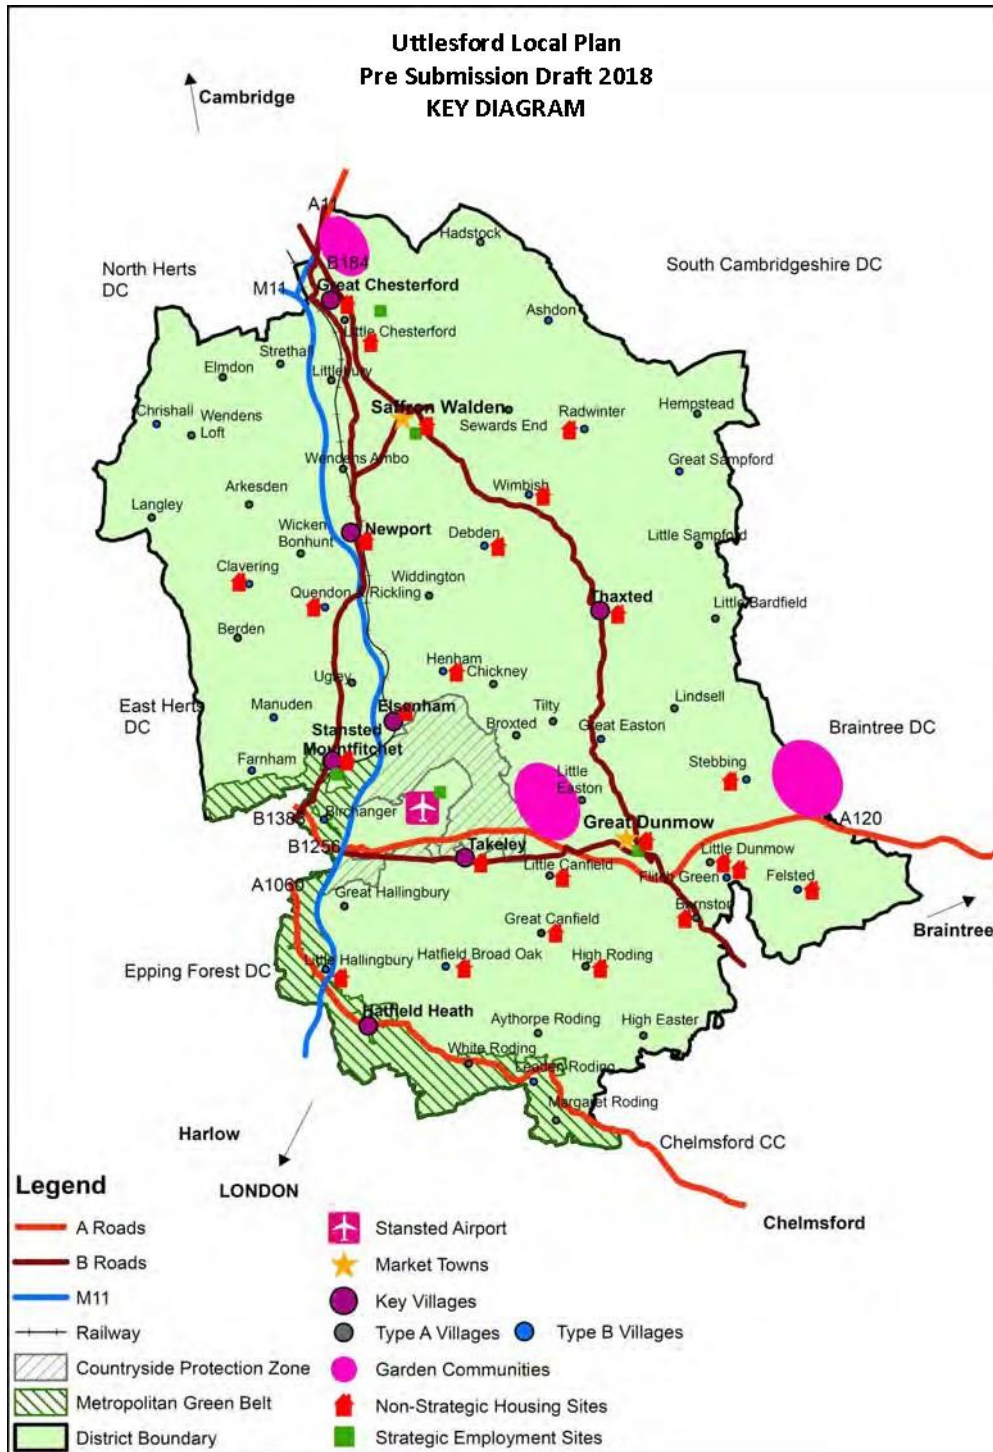 Uttlesford Local Plan
Pre Submission Draft 2018
KEY DIAGRAM
Cambridge
A11
Hadstock
North Herts
DC
B184
South Cambridgeshire DC
M11
Great Chesterford
Ashdon
Little Chesterford
Strethall
Elmdon
Littlebury
Chrishall
Wendens
Loft
Saffron Walden
Sewards End
Radwinter
Hempstead
Wendens Ambo
Great Sampford
Wimbish
Arkesden
Langley
Wicken
Bonhunt
Newport
Debden
Little Sampford
Clavering
Widdington
Quendon & Rickling
Thaxted
Little Bardfield
Berden
Henham
Chickney
Ugley
East Herts
DC
Manuden
Elsenham
Tilty
Lindsell
Stansted
Mountfitchet
Broxted
Great Easton
Braintree DC
Farnham
Stebbing
Little
Easton
B1383
Birchanger
A120
Great Dunmow
B1256
Takeley
Little Canfield
Little Dunmow
Flitch Green
Felsted
A1060
Great Hallingbury
Barnston
Braintree
Great Canfield
Epping Forest DC
Little Hallingbury
Hatfield Broad Oak
High Roding
Hatfield Heath
Aythorpe Roding
High Easter
White Roding
Leaden Roding
Margaret Roding
Harlow
Chelmsford CC
LONDON
Chelmsford
Legend
A Roads
B Roads
M11
Railway
Countryside Protection Zone
Metropolitan Green Belt
District Boundary
Stansted Airport
Market Towns
Key Villages
Type A Villages
Type B Villages
Garden Communities
Non-Strategic Housing Sites
Strategic Employment Sites